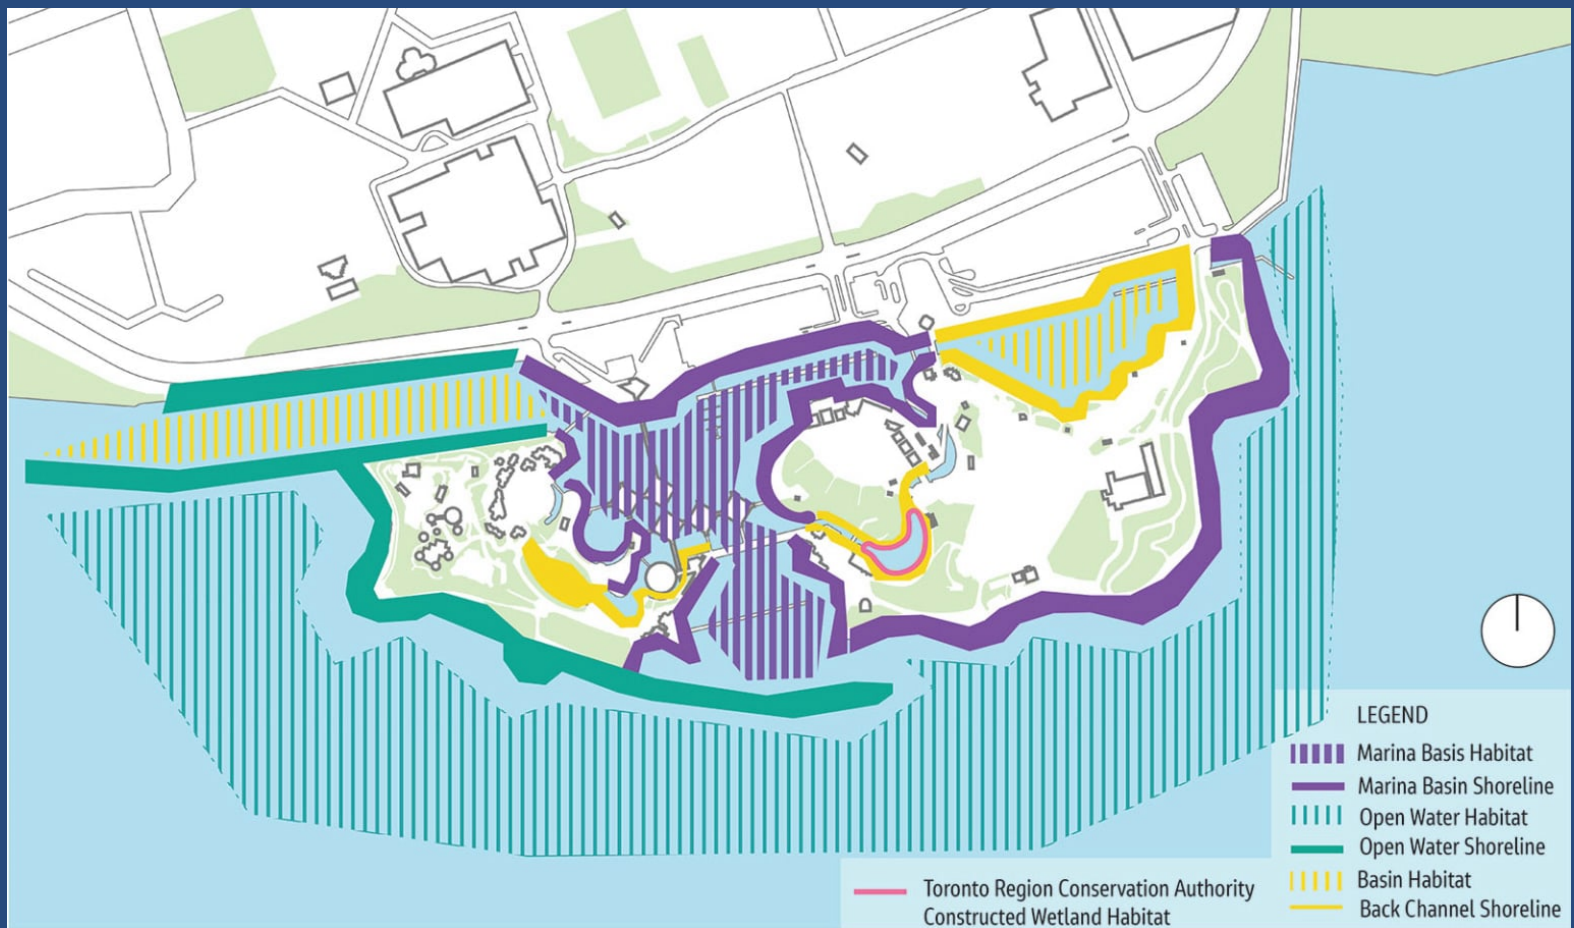 LEGEND
Marina Basis Habitat
Marina Basin Shoreline
Open Water Habitat
Open Water Shoreline
Basin Habitat
Back Channel Shoreline
Toronto Region Conservation Authority
Constructed Wetland Habitat